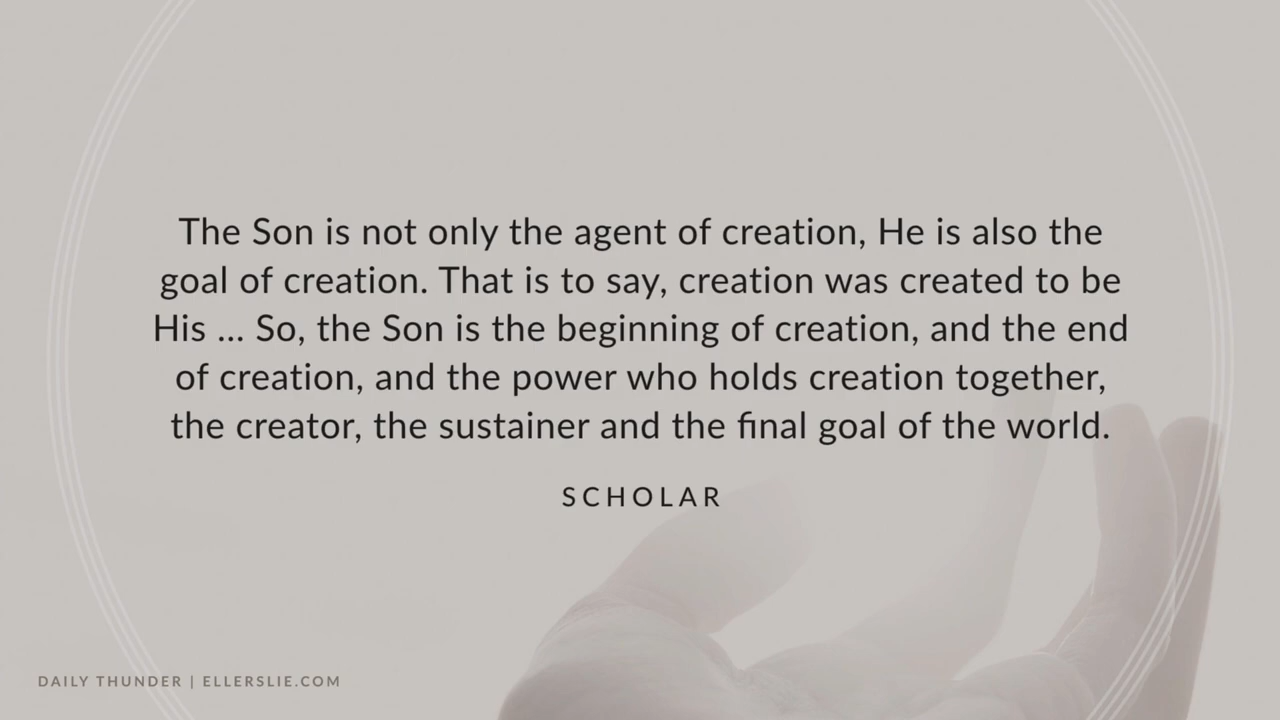 The Son is not only the agent of creation, He is also the
goal of creation. That is to say, creation was created to be
His ... So, the Son is the beginning of creation, and the end
of creation, and the power who holds creation together,
the creator, the sustainer and the final goal of the world.
SCHOLAR
DAILY THUNDER | ELLERSLIE.COM